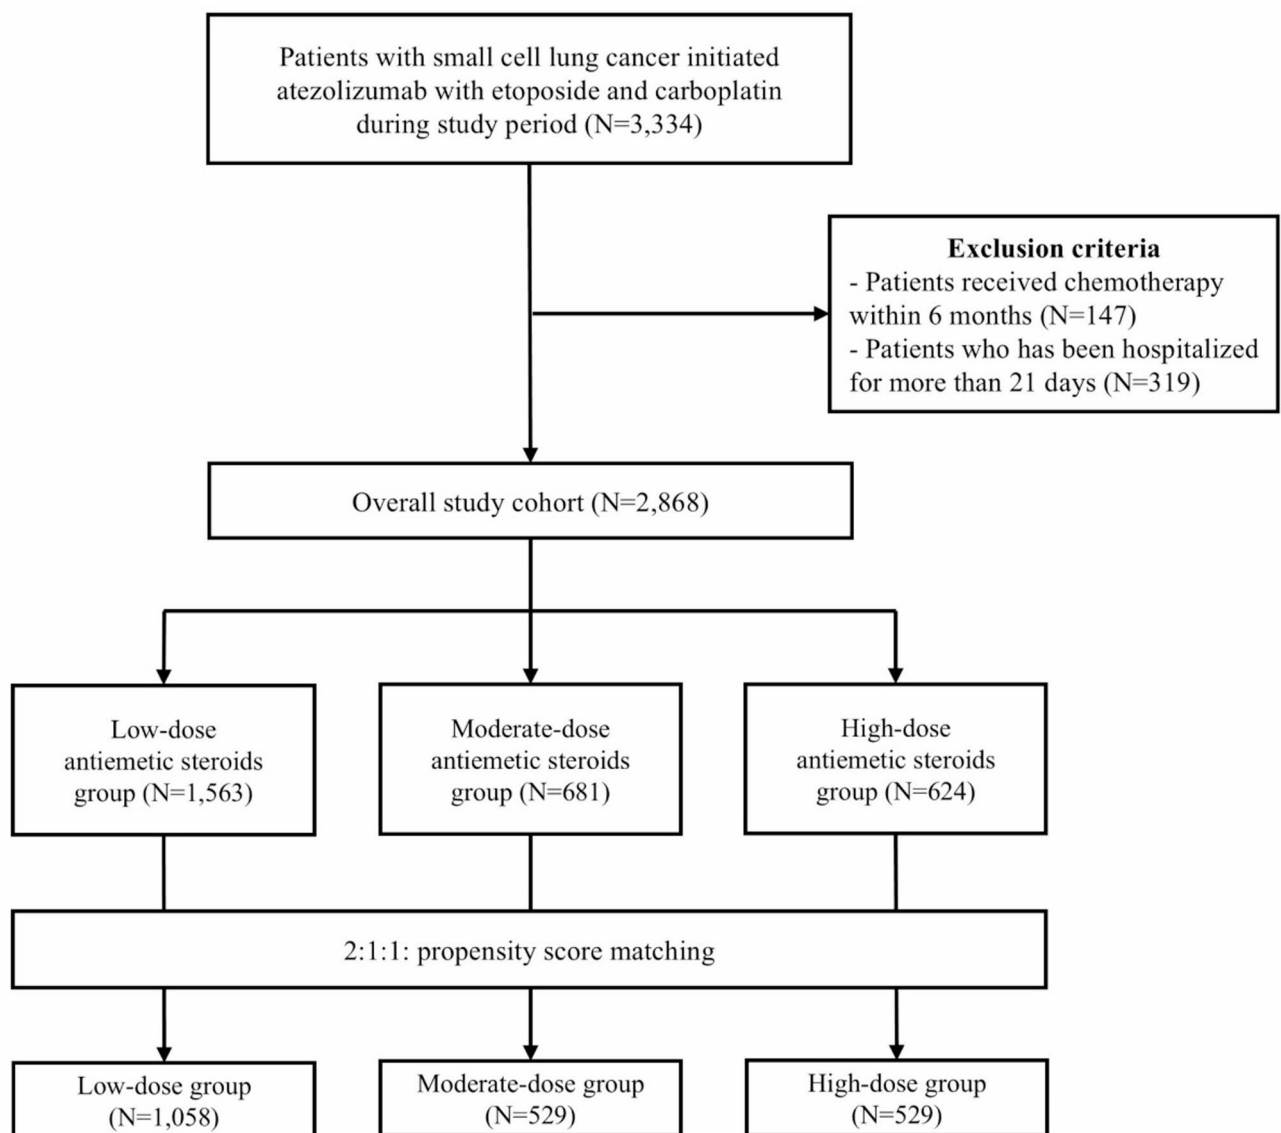 Patients with small cell lung cancer initiated
atezolizumab with etoposide and carboplatin
during study period (N=3,334)
Exclusion criteria
- Patients received chemotherapy
within 6 months (N=147)
- Patients who has been hospitalized
for more than 21 days (N=319)
Overall study cohort (N=2,868)
Low-dose
antiemetic steroids
group (N=1,563)
Moderate-dose
antiemetic steroids
group (N=681)
High-dose
antiemetic steroids
group (N=624)
2:1:1: propensity score matching
Low-dose group
(N=1,058)
Moderate-dose group
(N=529)
High-dose group
(N=529)